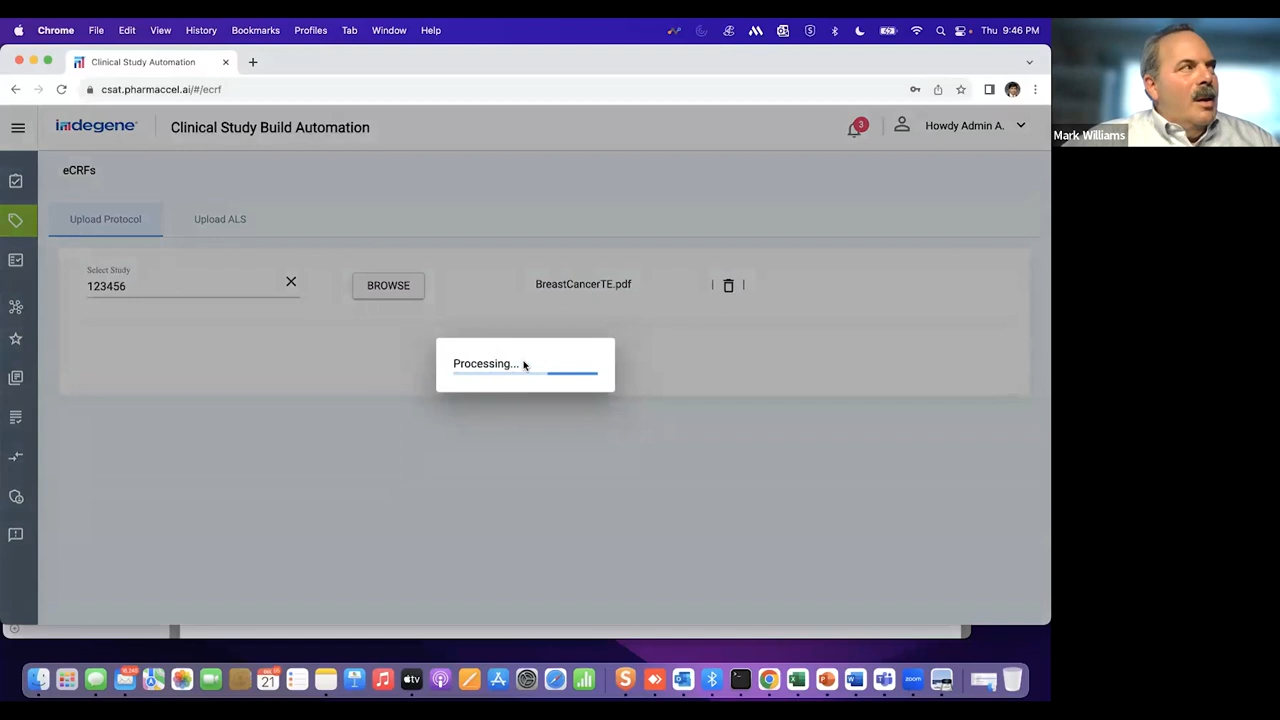 Chrome File Edit View History Bookmarks Profiles Tab Window Help Thu 9:46 PM
Clinical Study Automation
csat.pharmaccel.ai/#/ecrf
indegene Clinical Study Build Automation 3 Howdy Admin A.
Mark Williams
eCRFs
Upload Protocol Upload ALS
Select Study
123456 BROWSE BreastCancerTE.pdf
Processing...
21
zoom